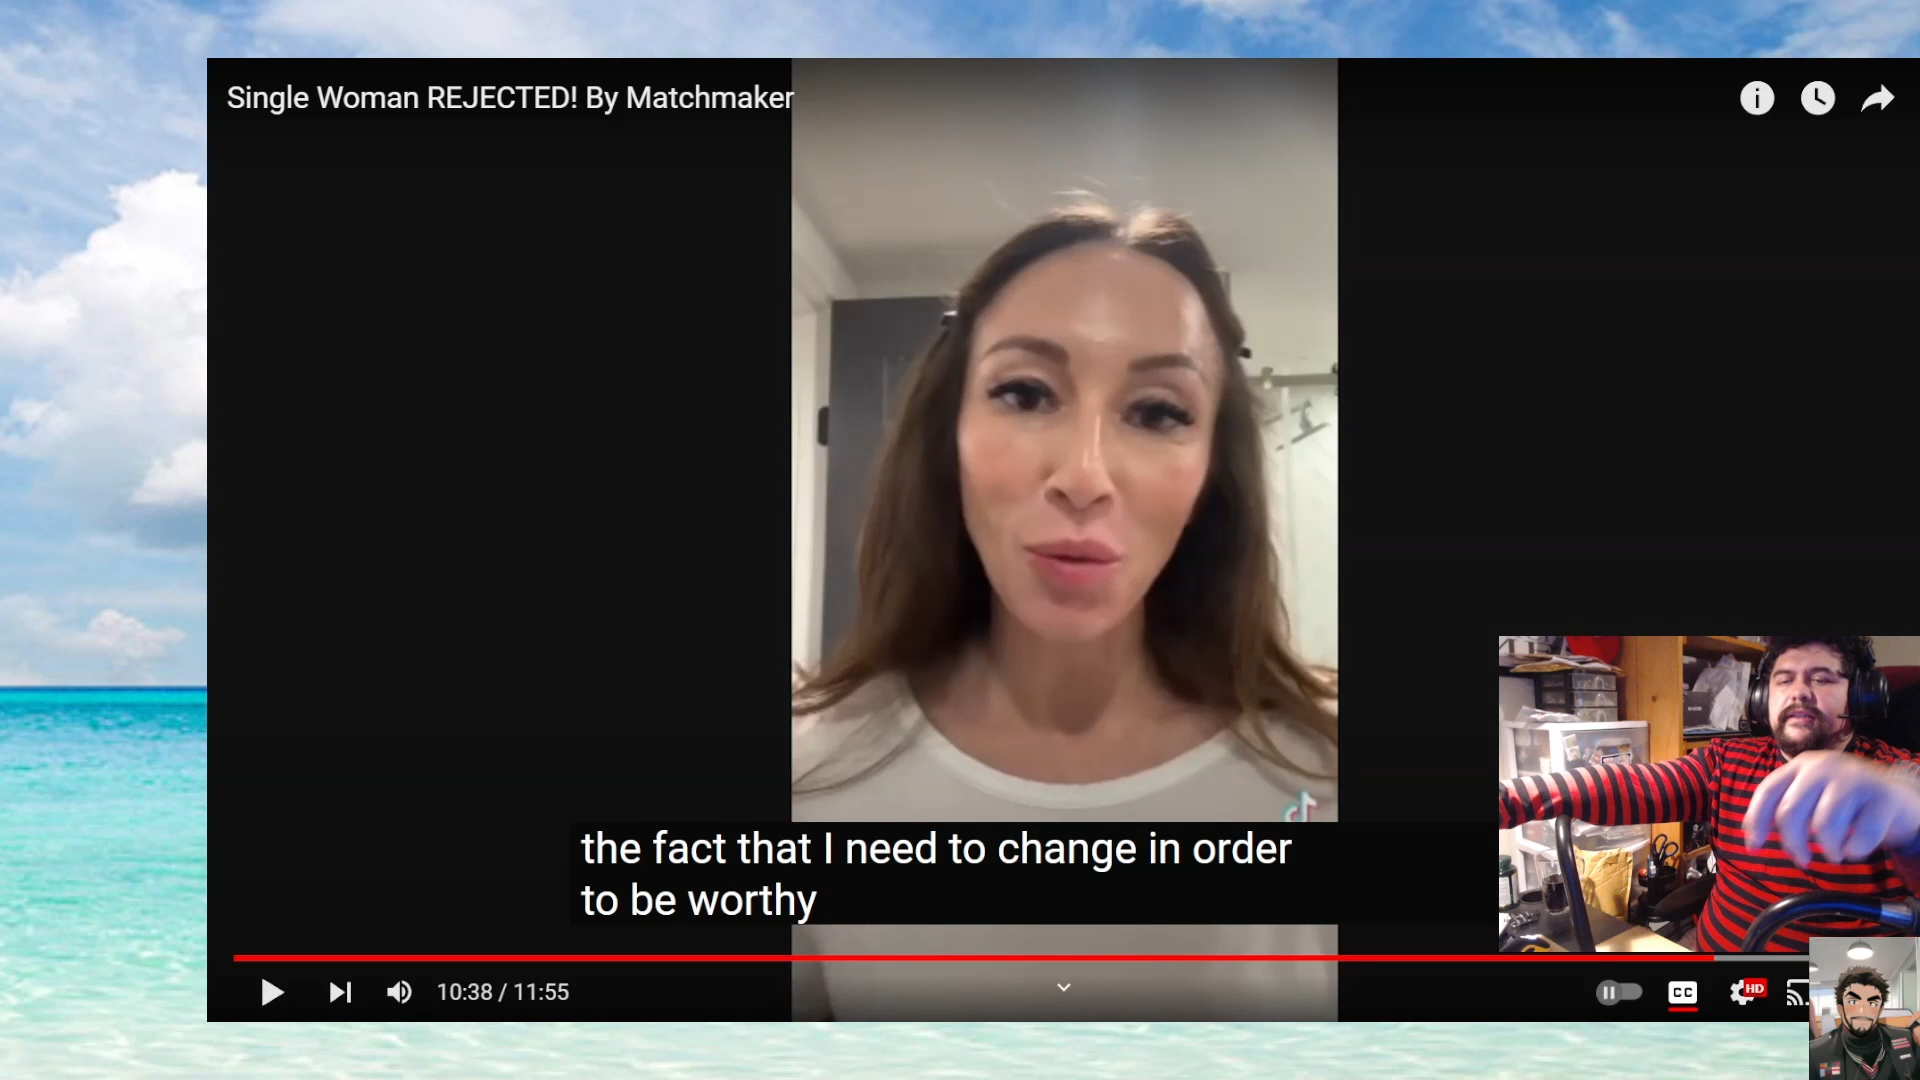 Single Woman REJECTED! By Matchmaker
the fact that I need to change in order
to be worthy
10:38 / 11:55
CC
HD